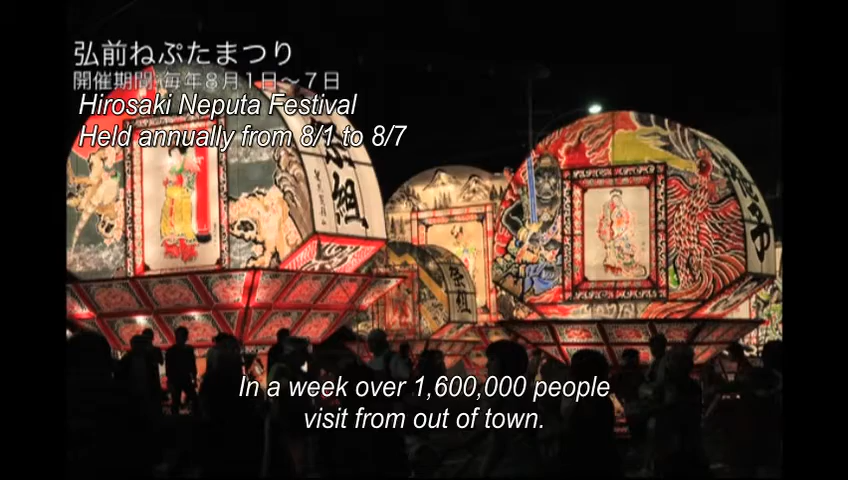 弘前ねぷたまつり
開催期間:毎年8月1日〜7日
Hirosaki Neputa Festival
Held annually from 8/1 to 8/7
組
In a week over 1,600,000 people
visit from out of town.